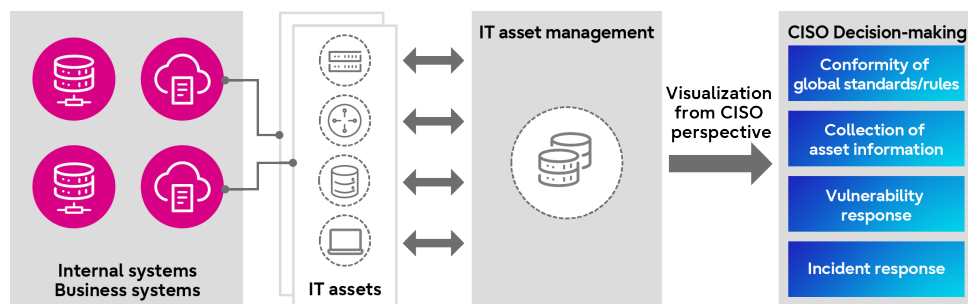 Internal systems
Business systems
IT assets
IT asset management
Visualization
from CISO
perspective
CISO Decision-making
Conformity of
global standards/rules
Collection of
asset information
Vulnerability
response
Incident response